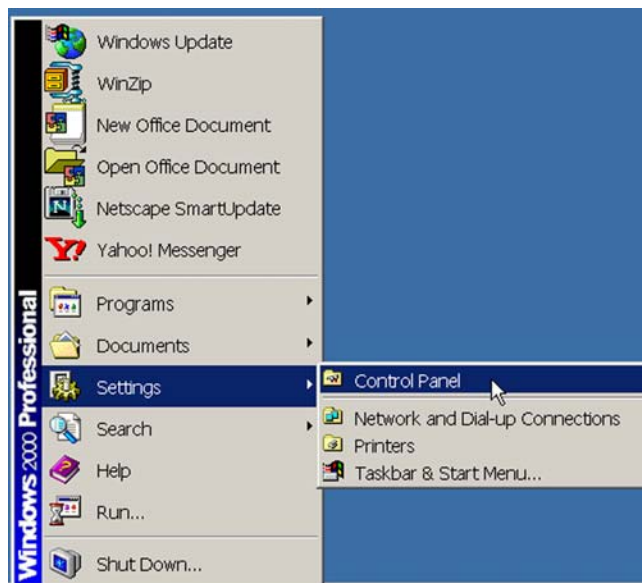 Windows Update
WinZip
New Office Document
Open Office Document
Netscape SmartUpdate
Yahoo! Messenger
Programs
Documents
Settings
Search
Help
Run...
Shut Down...
Control Panel
Network and Dial-up Connections
Printers
Taskbar & Start Menu...
Windows 2000 Professional